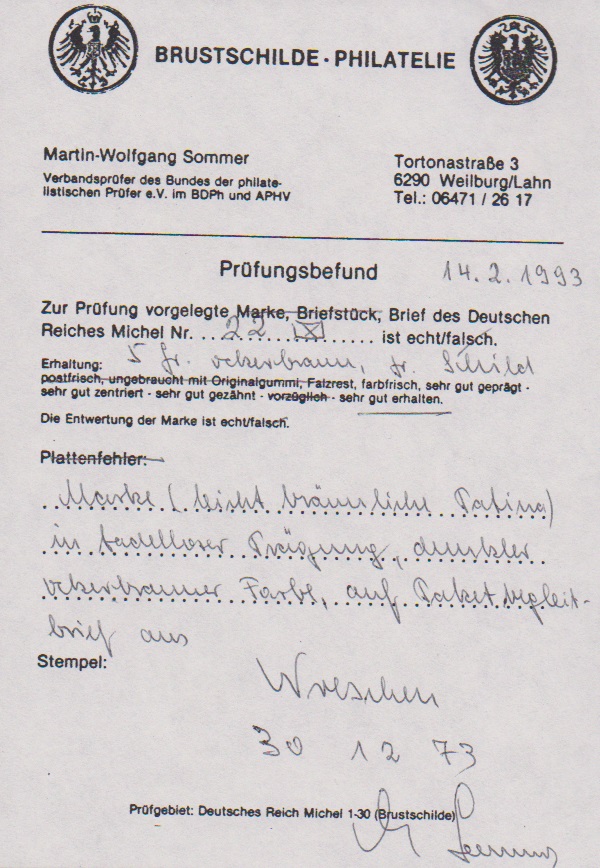 BRUSTSCHILDE - PHILATELIE
Martin-Wolfgang Sommer
Verbandsprüfer des Bundes der philate-
listischen Prüfer e.V. im BDPh und APHV
Tortonastraße 3
6290 Weilburg/Lahn
Tel.: 06471 / 26 17
Prüfungsbefund 14.2.1993
Zur Prüfung vorgelegte Marke, Briefstück, Brief des Deutschen
Reiches Michel Nr. . . . 22 ☒ . . . . . ist echt/falsch.
5 Gr. ockerbraun, gr. Schild
Erhaltung:
postfrisch, ungebraucht mit Originalgummi, Falzrest, farbfrisch, sehr gut geprägt -
sehr gut zentriert - sehr gut gezähnt - vorzüglich - sehr gut erhalten.
Die Entwertung der Marke ist echt/falsch.
Plattenfehler:
Marke (leicht bräunliche Patina)
in tadelloser Prägung, dunkler
ockerbrauner Farbe, auf Paketbegleit-
brief aus
Stempel:
Wreschen
30 12 73
Prüfgebiet: Deutsches Reich Michel 1-30 (Brustschilde)
Sommer